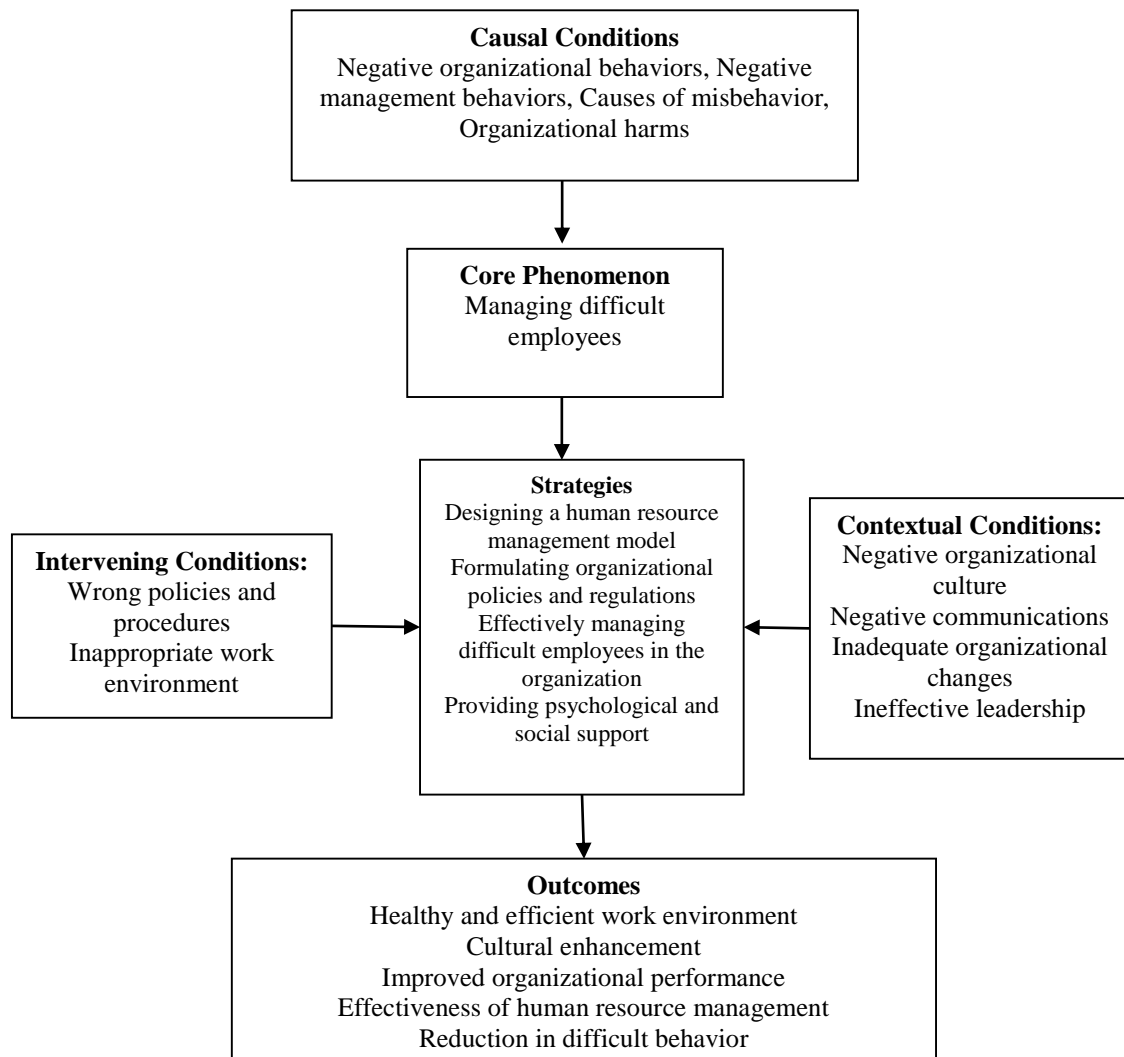 Causal Conditions
Negative organizational behaviors, Negative
management behaviors, Causes of misbehavior,
Organizational harms
Core Phenomenon
Managing difficult
employees
Strategies
Designing a human resource
management model
Formulating organizational
policies and regulations
Effectively managing
difficult employees in the
organization
Providing psychological and
social support
Intervening Conditions:
Wrong policies and
procedures
Inappropriate work
environment
Contextual Conditions:
Negative organizational
culture
Negative communications
Inadequate organizational
changes
Ineffective leadership
Outcomes
Healthy and efficient work environment
Cultural enhancement
Improved organizational performance
Effectiveness of human resource management
Reduction in difficult behavior